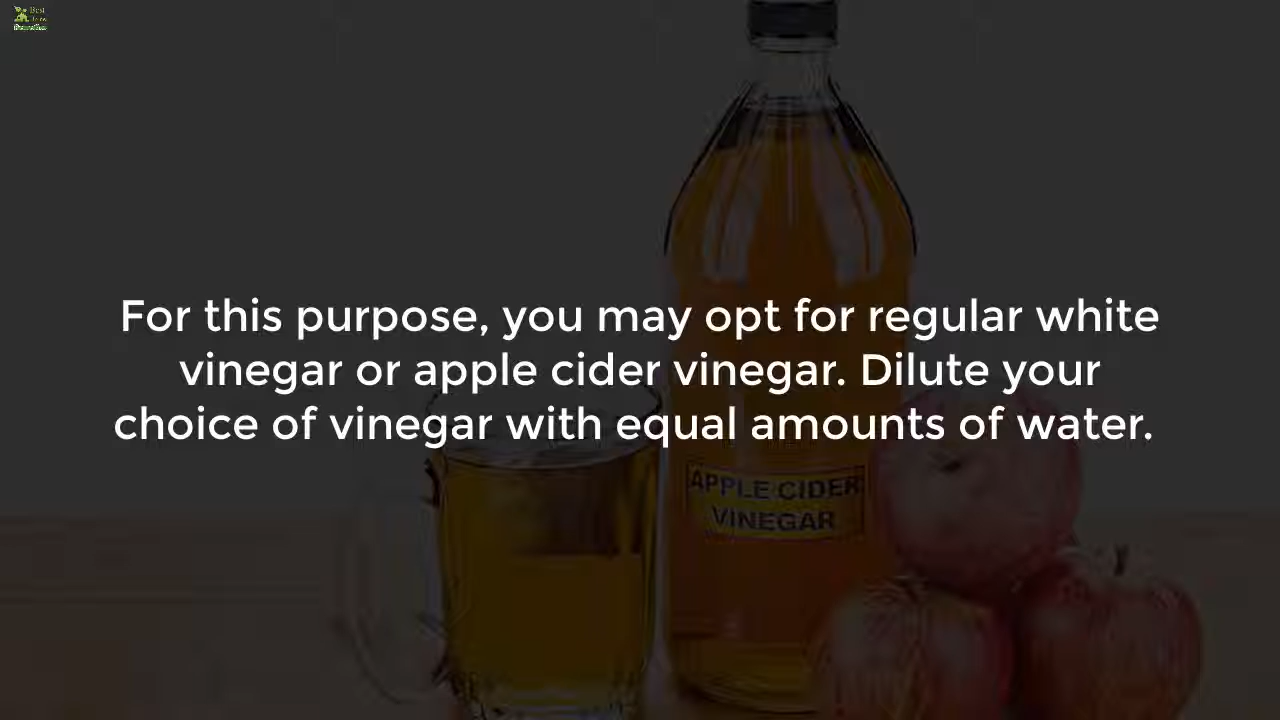 Best
For this purpose, you may opt for regular white
vinegar or apple cider vinegar. Dilute your
choice of vinegar with equal amounts of water.
APPLE CIDER
VINEGAR